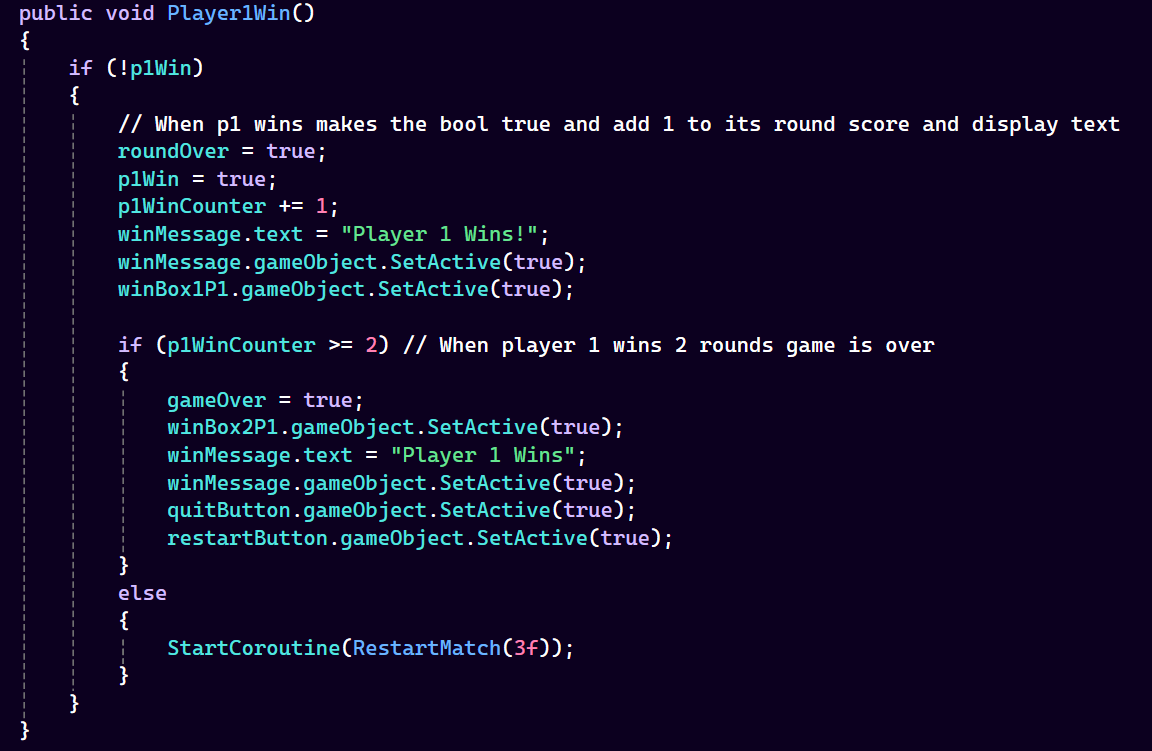 public void Player1Win()
{
    if (!p1Win)
    {
        // When p1 wins makes the bool true and add 1 to its round score and display text
        roundOver = true;
        p1Win = true;
        p1WinCounter += 1;
        winMessage.text = "Player 1 Wins!";
        winMessage.gameObject.SetActive(true);
        winBox1P1.gameObject.SetActive(true);

        if (p1WinCounter >= 2) // When player 1 wins 2 rounds game is over
        {
            gameOver = true;
            winBox2P1.gameObject.SetActive(true);
            winMessage.text = "Player 1 Wins";
            winMessage.gameObject.SetActive(true);
            quitButton.gameObject.SetActive(true);
            restartButton.gameObject.SetActive(true);
        }
        else
        {
            StartCoroutine(RestartMatch(3f));
        }
    }
}